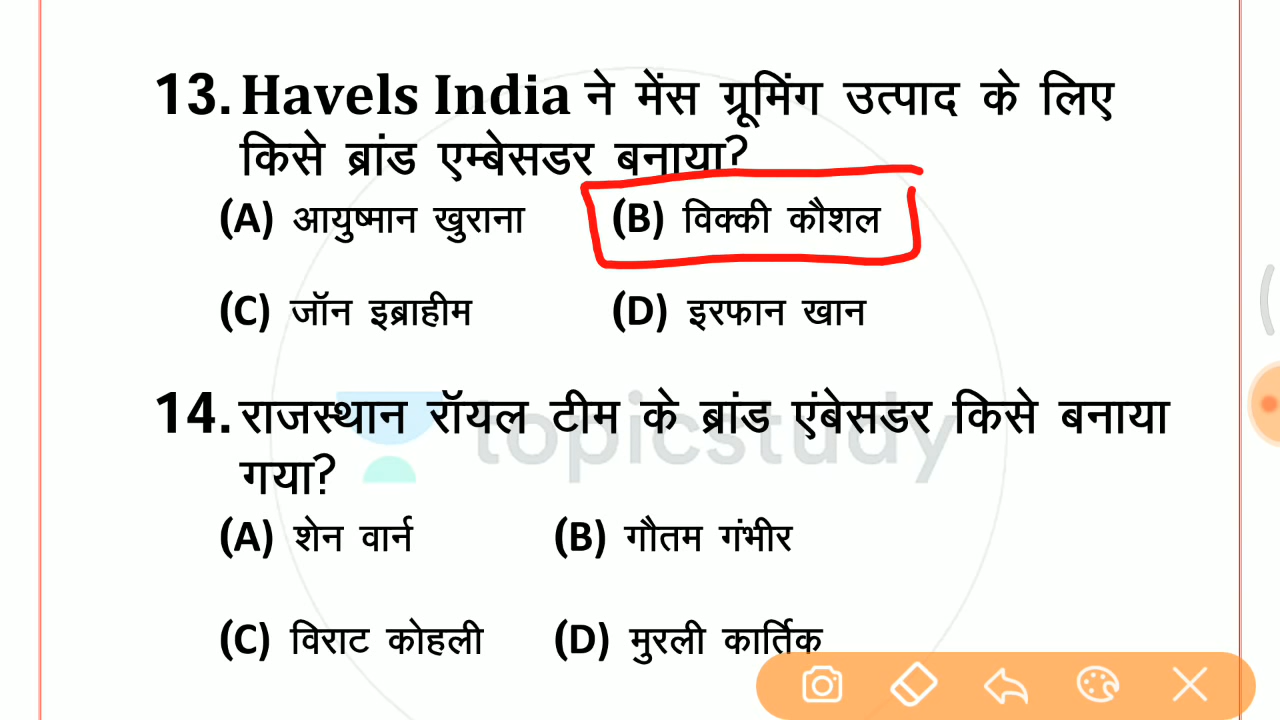 13. Havels India ने मेंस ग्रूमिंग उत्पाद के लिए
किसे ब्रांड एम्बेसडर बनाया?
(A) आयुष्मान खुराना (B) विक्की कौशल
(C) जॉन इब्राहीम (D) इरफान खान
14. राजस्थान रॉयल टीम के ब्रांड एंबेसडर किसे बनाया
topicstudy
गया?
(A) शेन वार्न (B) गौतम गंभीर
(C) विराट कोहली (D) मुरली कार्तिक